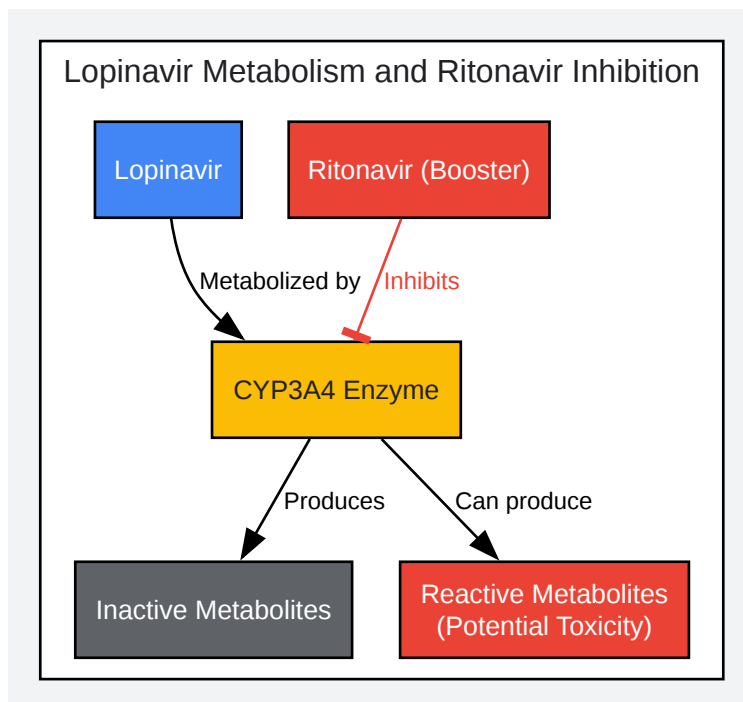 Lopinavir Metabolism and Ritonavir Inhibition
Lopinavir
Ritonavir (Booster)
Metabolized by
Inhibits
CYP3A4 Enzyme
Produces
Can produce
Inactive Metabolites
Reactive Metabolites
(Potential Toxicity)